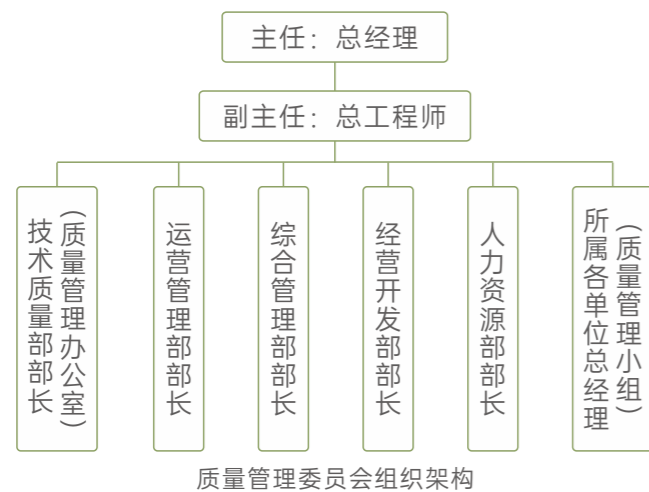 主任：总经理
副主任：总工程师
技术质量部部长
（质量管理办公室）
运营管理部部长
综合管理部部长
经营开发部部长
人力资源部部长
所属各单位总经理
（质量管理小组）
质量管理委员会组织架构